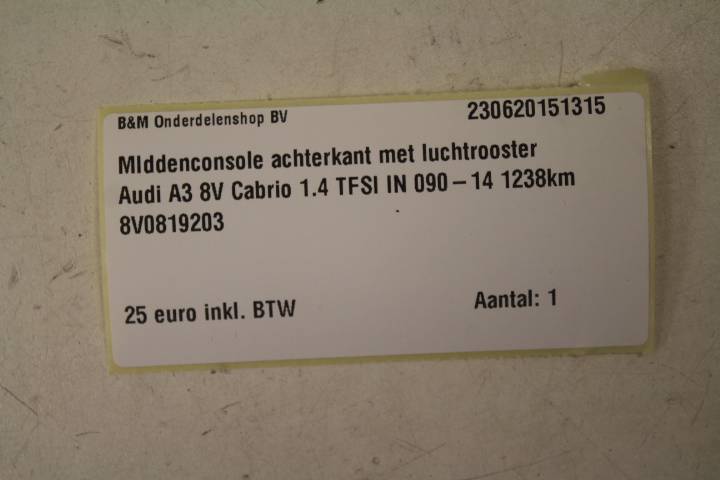 B&M Onderdelenshop BV 230620151315
MIddenconsole achterkant met luchtrooster
Audi A3 8V Cabrio 1.4 TFSI IN 090 – 14 1238km
8V0819203
25 euro inkl. BTW Aantal: 1